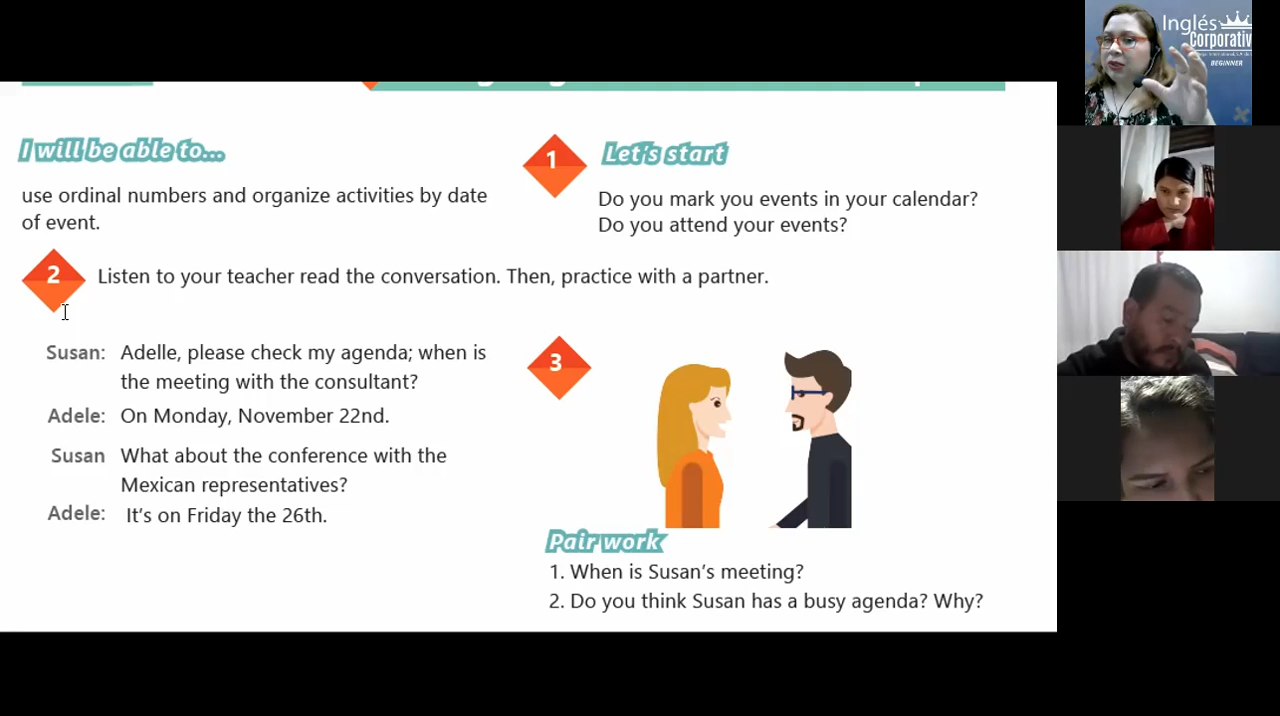 I will be able to...
use ordinal numbers and organize activities by date
of event.
1
Let's start
Do you mark you events in your calendar?
Do you attend your events?
2
Listen to your teacher read the conversation. Then, practice with a partner.
Susan: Adelle, please check my agenda; when is
the meeting with the consultant?
Adele: On Monday, November 22nd.
Susan What about the conference with the
Mexican representatives?
Adele: It's on Friday the 26th.
3
Pair work
1. When is Susan's meeting?
2. Do you think Susan has a busy agenda? Why?
Inglés
Corporativ
BEGINNER